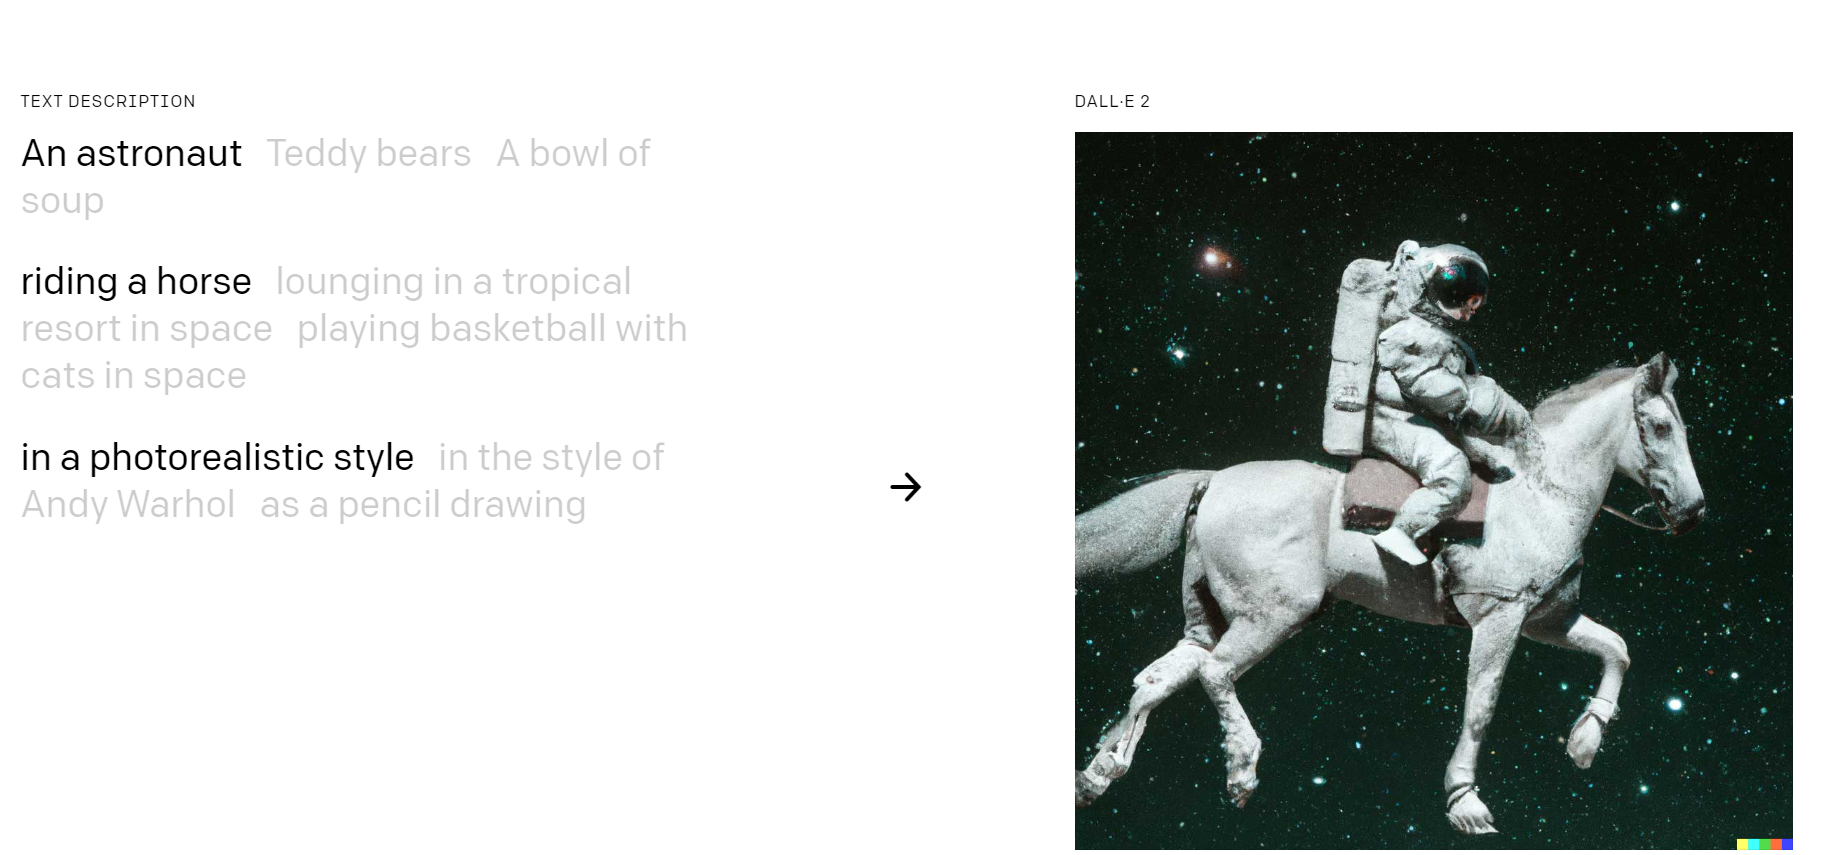 TEXT DESCRIPTION
An astronaut Teddy bears A bowl of
soup
riding a horse lounging in a tropical
resort in space playing basketball with
cats in space
in a photorealistic style in the style of
Andy Warhol as a pencil drawing
DALL·E 2